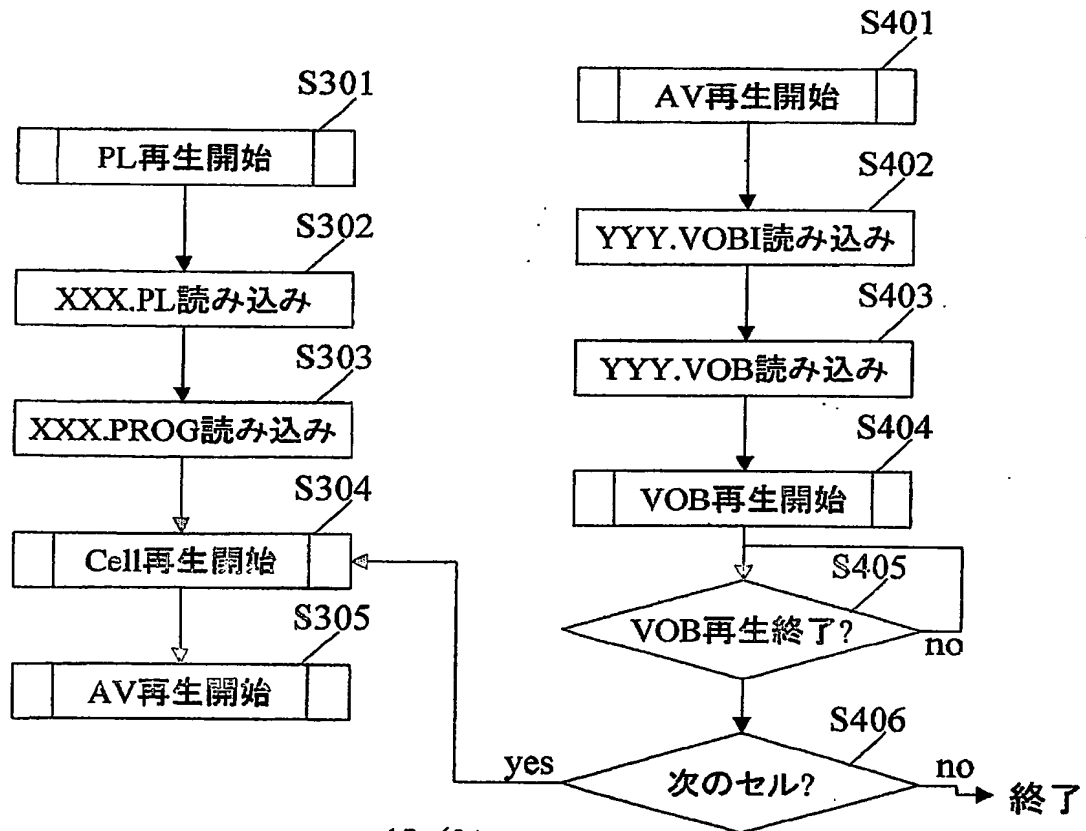 S301
PL再生開始
S302
XXX.PL読み込み
S303
XXX.PROG読み込み
S304
Cell再生開始
S305
AV再生開始
S401
AV再生開始
S402
YYY.VOBI読み込み
S403
YYY.VOB読み込み
S404
VOB再生開始
S405
VOB再生終了?
no
S406
次のセル?
yes
no
終了